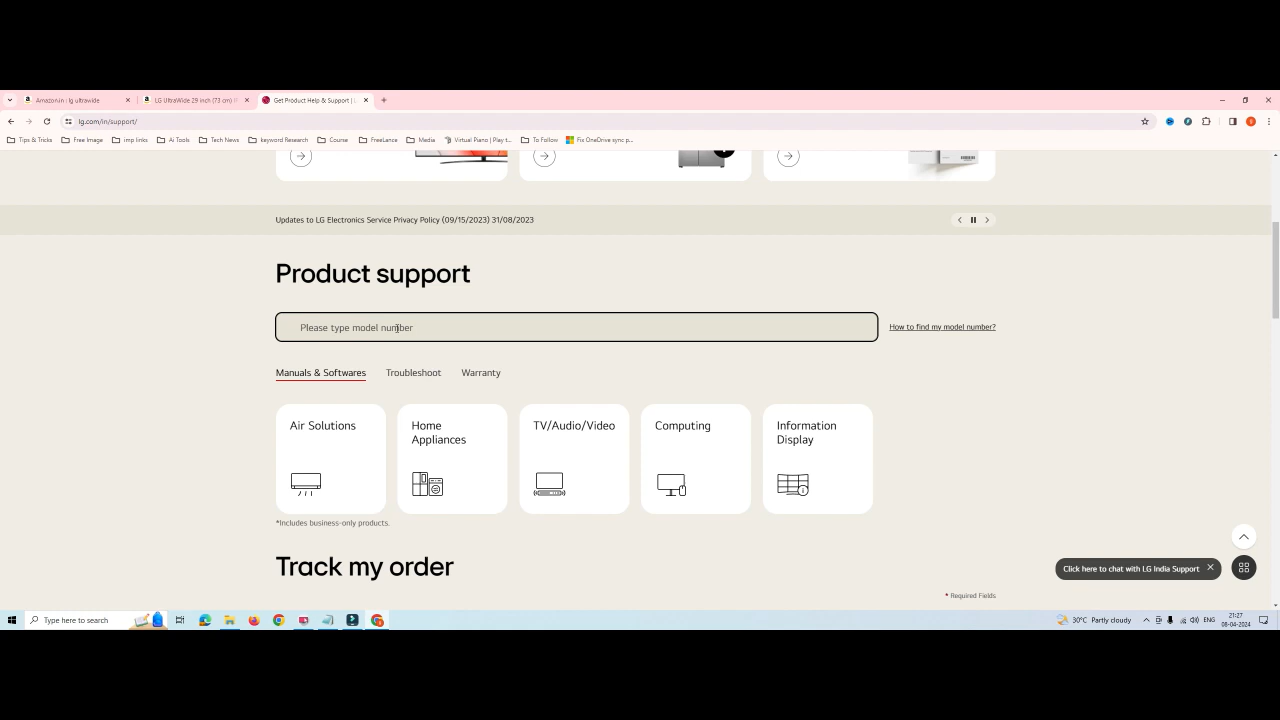 Amazon.in : lg ultrawide
LG UltraWide 29 inch (73 cm) I
Get Product Help & Support | L
lg.com/in/support/
Tips & Tricks
Free Image
imp links
Ai Tools
Tech News
keyword Research
Course
FreeLance
Media
Virtual Piano | Play t...
To Follow
Fix OneDrive sync p...
Updates to LG Electronics Service Privacy Policy (09/15/2023) 31/08/2023
Product support
Please type model number
How to find my model number?
Manuals & Softwares
Troubleshoot
Warranty
Air Solutions
Home
Appliances
TV/Audio/Video
Computing
Information
Display
*Includes business-only products.
Track my order
Click here to chat with LG India Support
* Required Fields
Type here to search
30°C Partly cloudy
ENG
21:27
08-04-2024